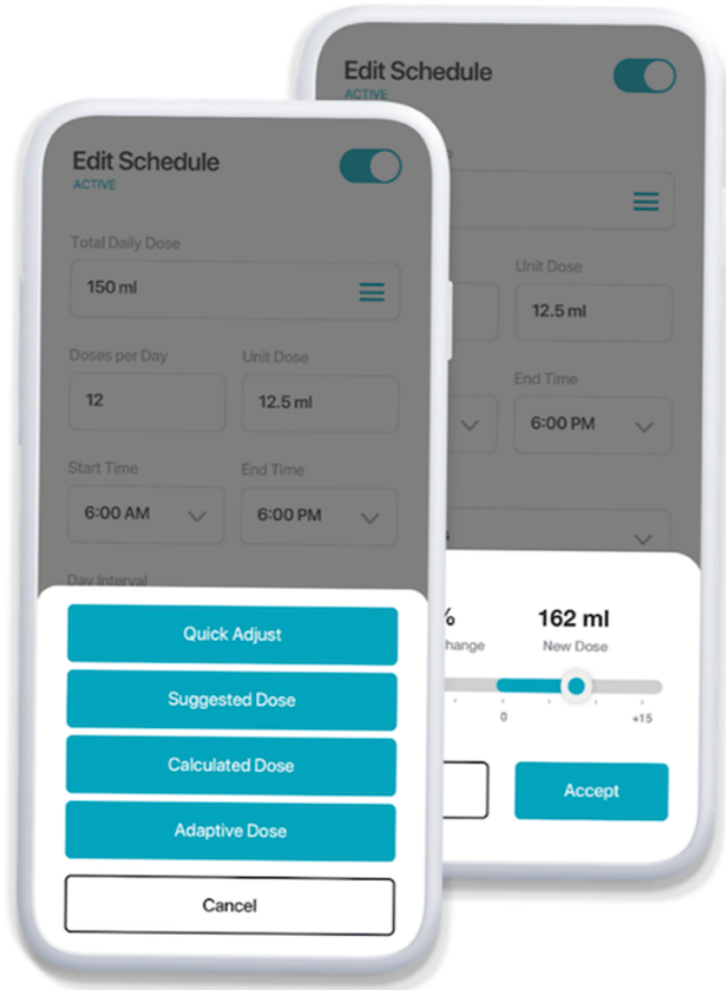 Edit Schedule
ACTIVE
Total Daily Dose
150 ml
Doses per Day Unit Dose
12 12.5 ml
Start Time End Time
6:00 AM 6:00 PM
Day Interval
Quick Adjust
Suggested Dose
Calculated Dose
Adaptive Dose
Cancel
Edit Schedule
ACTIVE
Unit Dose
12.5 ml
End Time
6:00 PM
% 162 ml
hange New Dose
0 +15
Accept